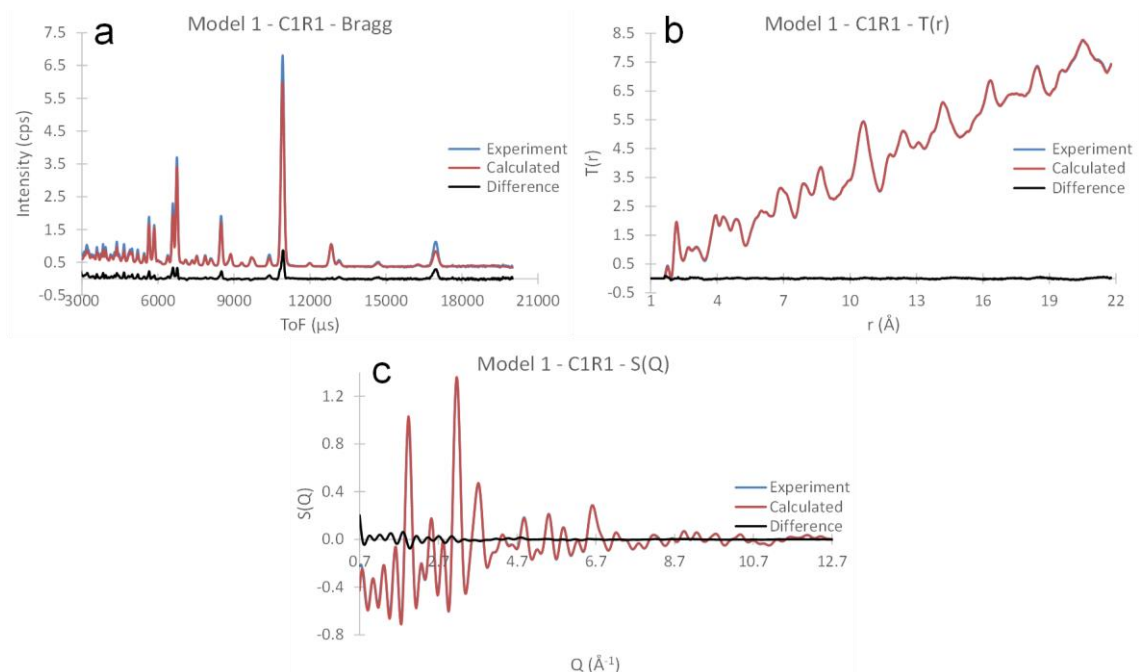 a
Model 1 - C1R1 - Bragg
7.5
6.5
5.5
4.5
3.5
2.5
1.5
0.5
-0.5
Intensity (cps)
3000 6000 9000 12000 15000 18000 21000
ToF (µs)
Experiment
Calculated
Difference
b
Model 1 - C1R1 - T(r)
8.5
7.5
6.5
5.5
4.5
3.5
2.5
1.5
0.5
-0.5
T(r)
1 4 7 10 13 16 19 22
r (Å)
Experiment
Calculated
Difference
c
Model 1 - C1R1 - S(Q)
1.2
0.8
0.4
0.0
-0.4
-0.8
S(Q)
0.7 2.7 4.7 6.7 8.7 10.7 12.7
Q (Å⁻¹)
Experiment
Calculated
Difference